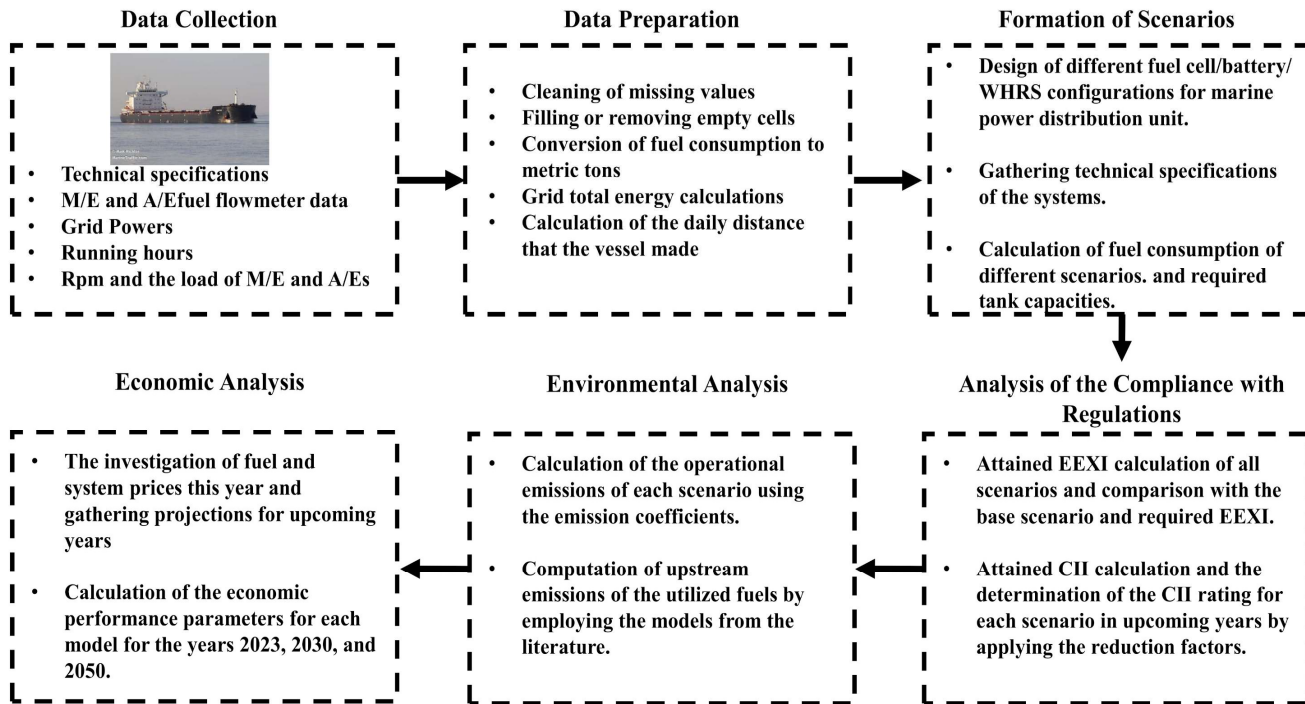 Data Collection
• Technical specifications
• M/E and A/Efuel flowmeter data
• Grid Powers
• Running hours
• Rpm and the load of M/E and A/Es
Data Preparation
• Cleaning of missing values
• Filling or removing empty cells
• Conversion of fuel consumption to
metric tons
• Grid total energy calculations
• Calculation of the daily distance
that the vessel made
Formation of Scenarios
• Design of different fuel cell/battery/
WHRS configurations for marine
power distribution unit.
• Gathering technical specifications
of the systems.
• Calculation of fuel consumption of
different scenarios. and required
tank capacities.
Analysis of the Compliance with
Regulations
• Attained EEXI calculation of all
scenarios and comparison with the
base scenario and required EEXI.
• Attained CII calculation and the
determination of the CII rating for
each scenario in upcoming years by
applying the reduction factors.
Environmental Analysis
• Calculation of the operational
emissions of each scenario using
the emission coefficients.
• Computation of upstream
emissions of the utilized fuels by
employing the models from the
literature.
Economic Analysis
• The investigation of fuel and
system prices this year and
gathering projections for upcoming
years
• Calculation of the economic
performance parameters for each
model for the years 2023, 2030, and
2050.